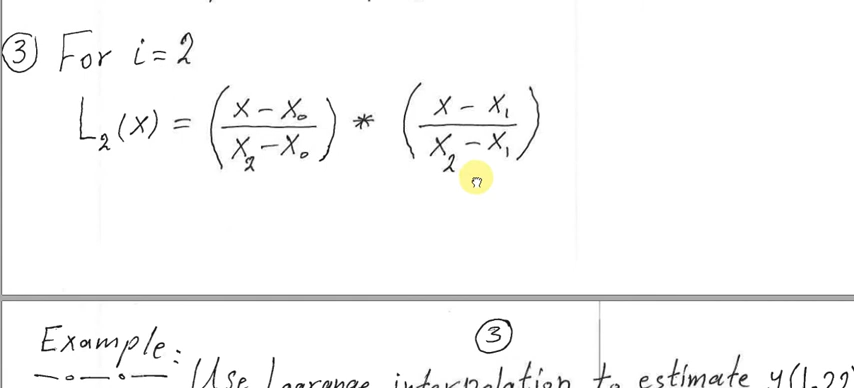 ③ For i = 2
L₂(x) = ((x - x₀)/(x₂ - x₀)) * ((x - x₁)/(x₂ - x₁))
③
Example:
Use Lagrange interpolation to estimate